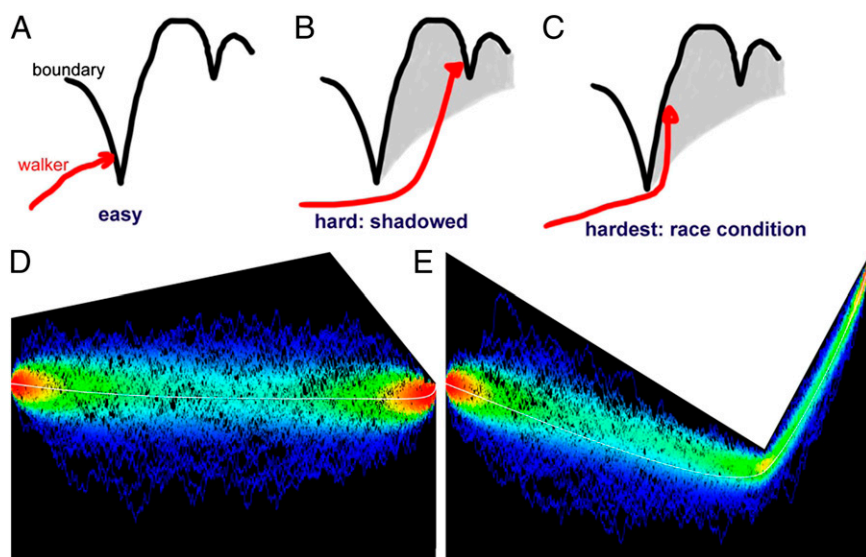 A
B
C
boundary
walker
easy
hard: shadowed
hardest: race condition
D
E